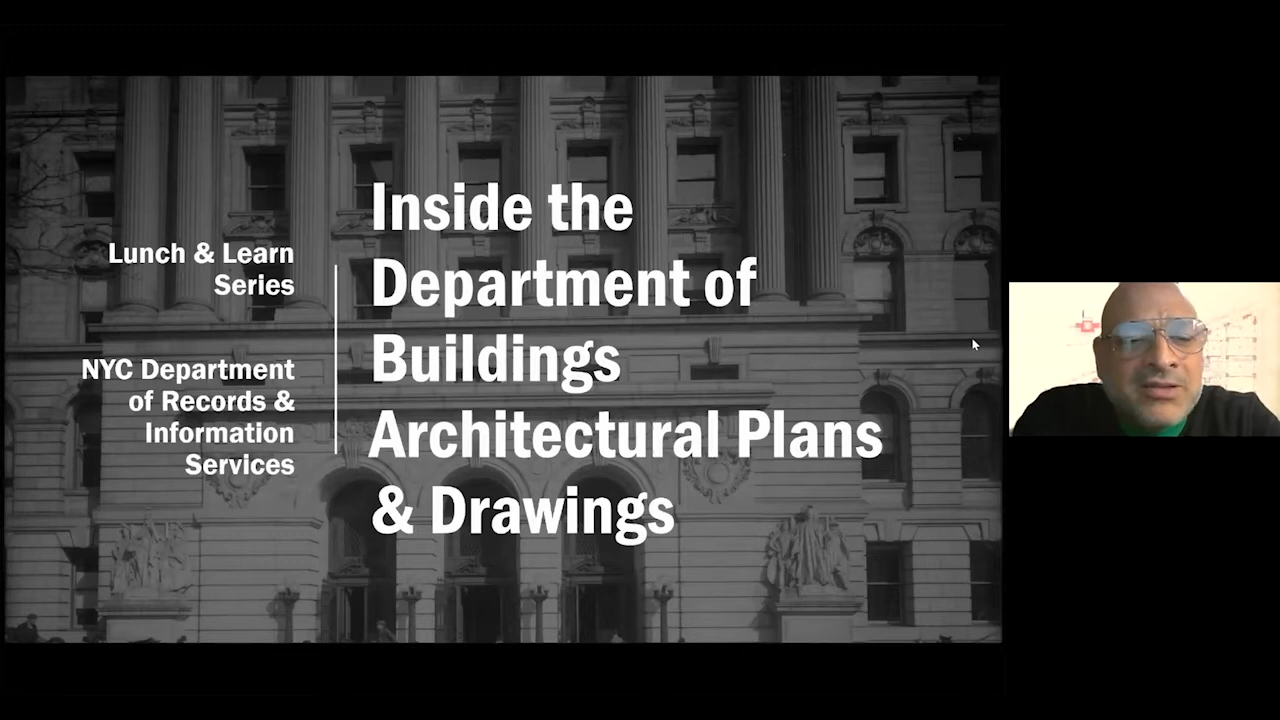 Lunch & Learn
Series
NYC Department
of Records &
Information
Services
Inside the
Department of
Buildings
Architectural Plans
& Drawings